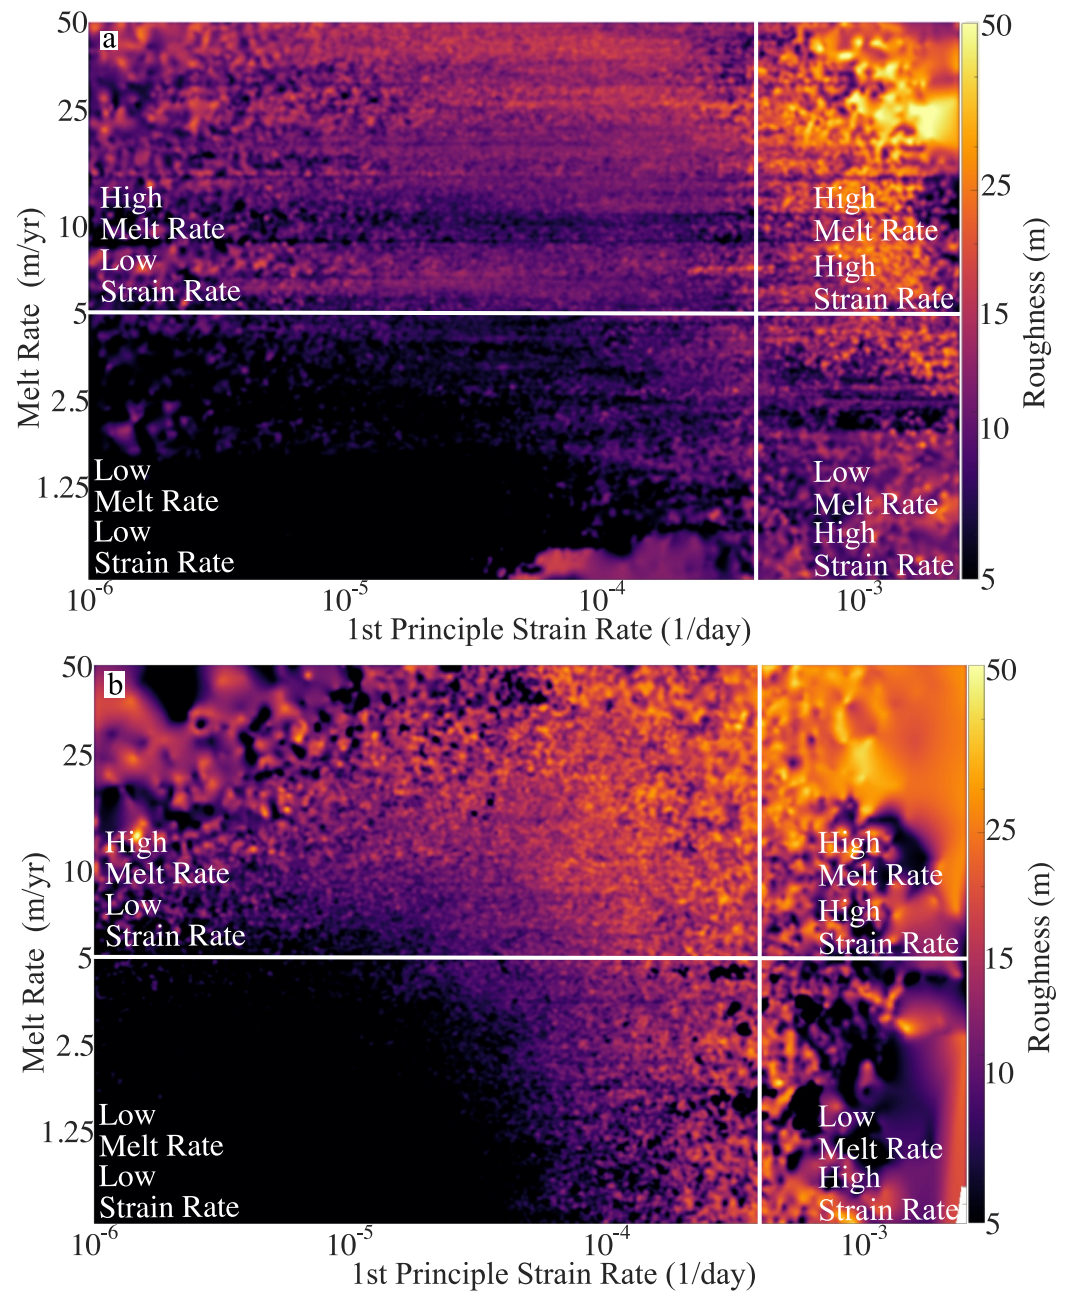 50
a
50
25
25
High
Melt Rate
Low
Strain Rate
High
Melt Rate
High
Strain Rate
10
Melt Rate (m/yr)
Roughness (m)
5
15
2.5
10
Low
Melt Rate
Low
Strain Rate
Low
Melt Rate
High
Strain Rate
1.25
5
10-6
10-5
10-4
10-3
1st Principle Strain Rate (1/day)
50
b
50
25
25
High
Melt Rate
Low
Strain Rate
High
Melt Rate
High
Strain Rate
10
Melt Rate (m/yr)
Roughness (m)
5
15
2.5
10
Low
Melt Rate
Low
Strain Rate
Low
Melt Rate
High
Strain Rate
1.25
5
10-6
10-5
10-4
10-3
1st Principle Strain Rate (1/day)